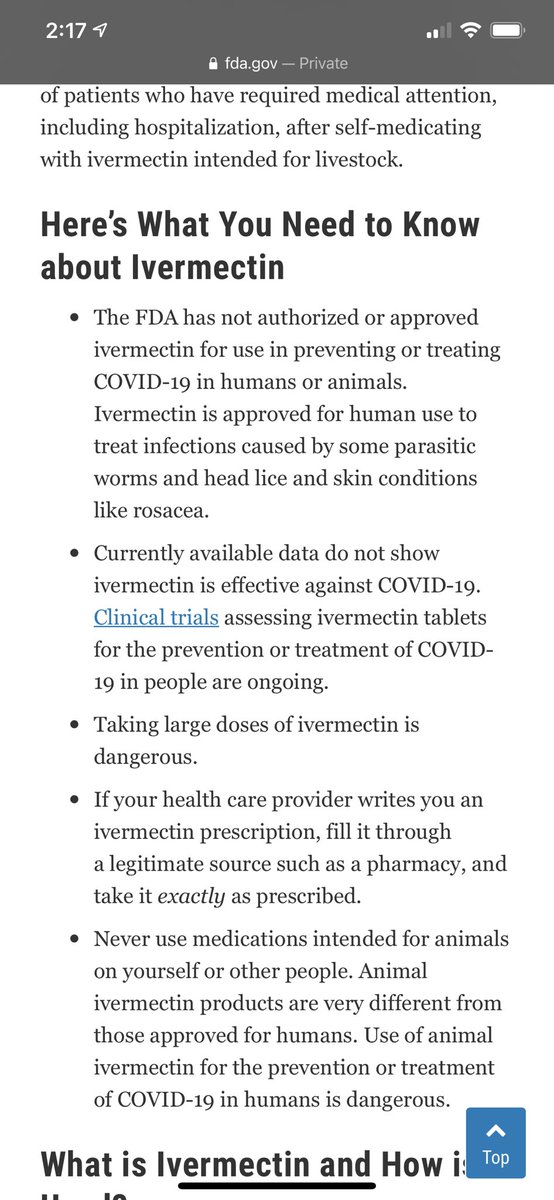 2:17
fda.gov — Private
of patients who have required medical attention,
including hospitalization, after self-medicating
with ivermectin intended for livestock.
Here’s What You Need to Know
about Ivermectin
• The FDA has not authorized or approved
ivermectin for use in preventing or treating
COVID-19 in humans or animals.
Ivermectin is approved for human use to
treat infections caused by some parasitic
worms and head lice and skin conditions
like rosacea.
• Currently available data do not show
ivermectin is effective against COVID-19.
Clinical trials assessing ivermectin tablets
for the prevention or treatment of COVID-
19 in people are ongoing.
• Taking large doses of ivermectin is
dangerous.
• If your health care provider writes you an
ivermectin prescription, fill it through
a legitimate source such as a pharmacy, and
take it exactly as prescribed.
• Never use medications intended for animals
on yourself or other people. Animal
ivermectin products are very different from
those approved for humans. Use of animal
ivermectin for the prevention or treatment
of COVID-19 in humans is dangerous.
Top
What is Ivermectin and How